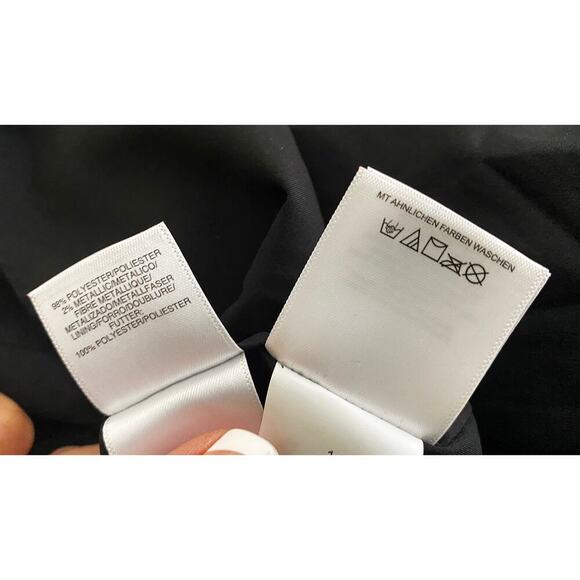 98% POLYESTER/POLIESTER
2% METALLIC/METALICO/
FIBRE METALLIQUE/
METALIZADO/METALLFASER
LINING/FORRO/DOUBLURE/
FUTTER:
100% POLYESTER/POLIESTER
MT AHNLICHEN FARBEN WASCHEN